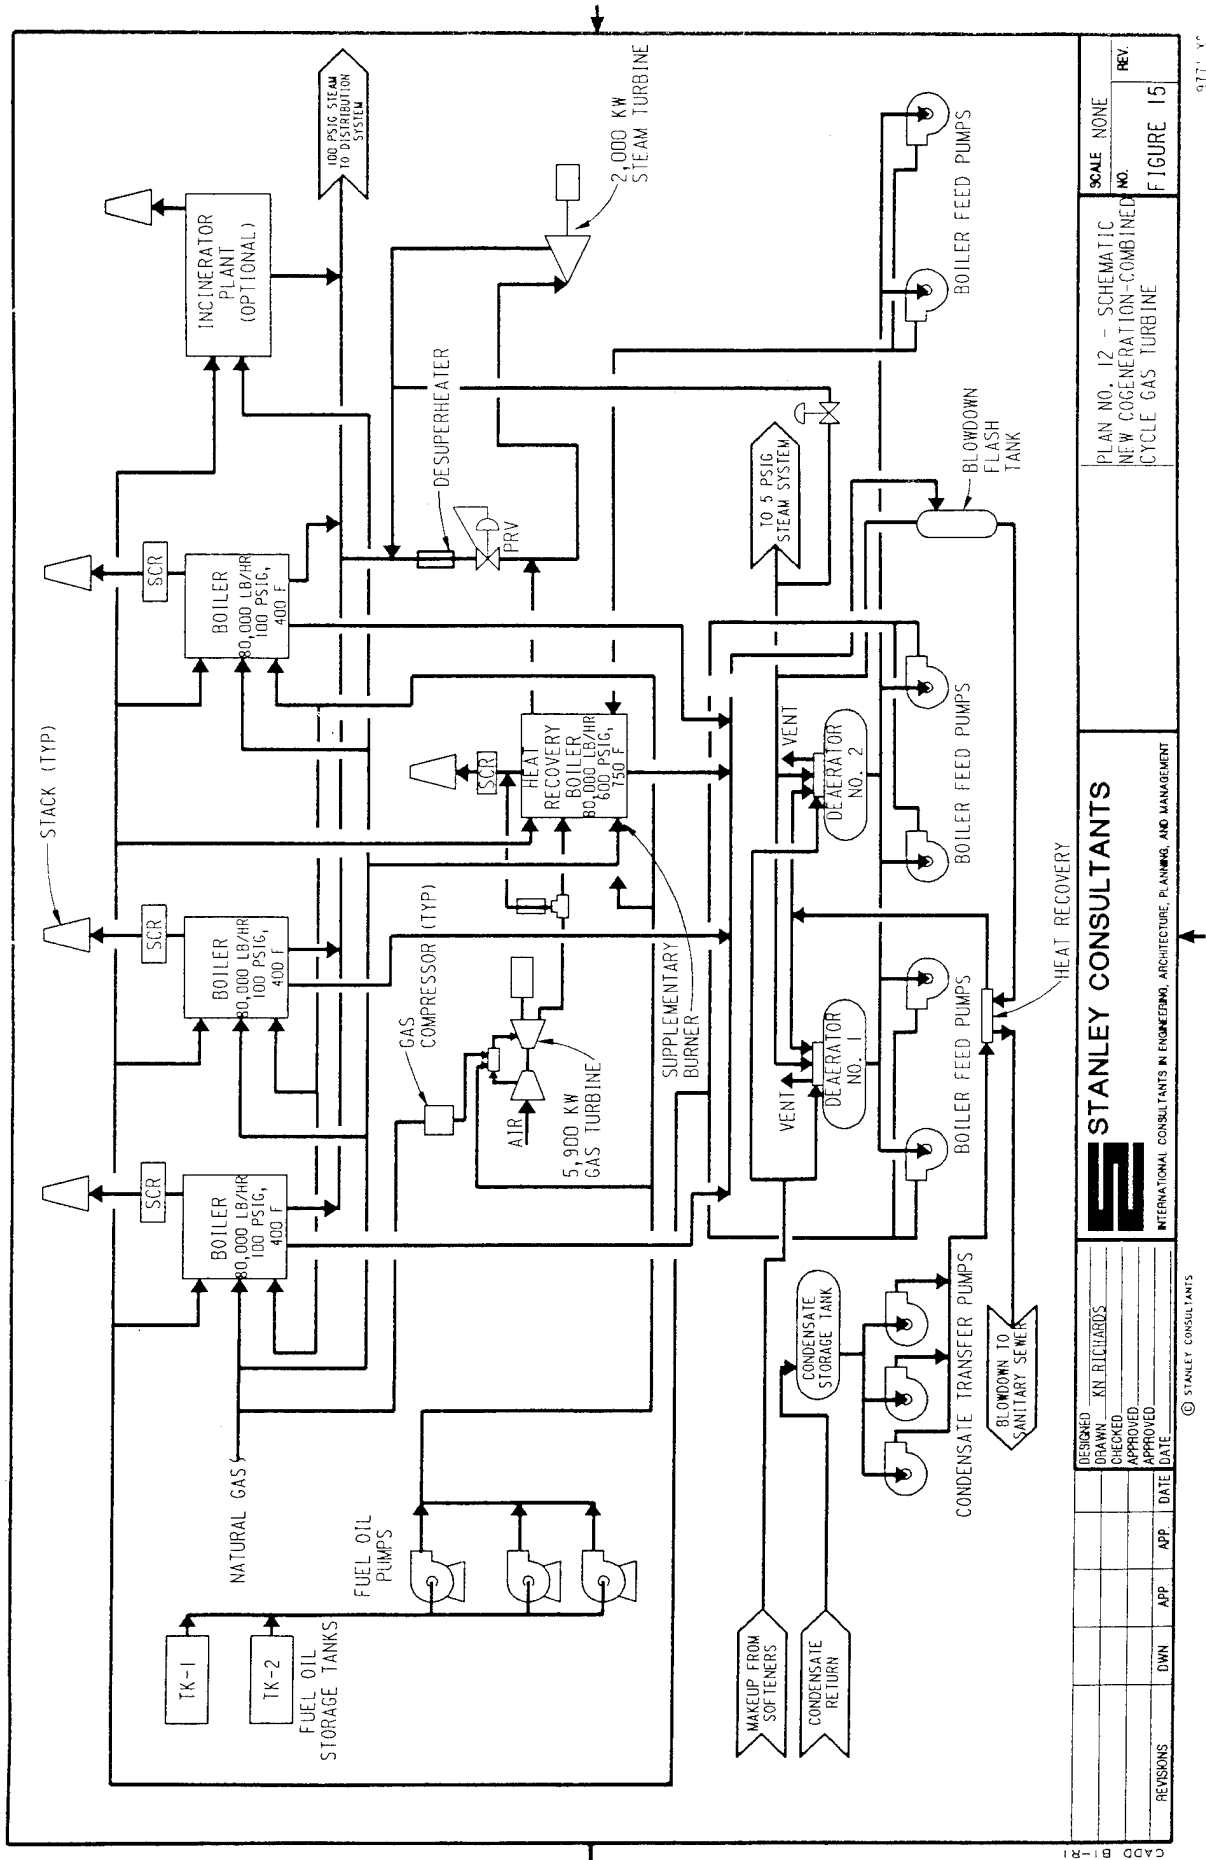 STACK (TYP)
SCR
SCR
SCR
BOILER
80,000 LB/HR
100 PSIG,
400 F
BOILER
80,000 LB/HR
100 PSIG,
400 F
BOILER
80,000 LB/HR
100 PSIG,
400 F
INCINERATOR
PLANT
(OPTIONAL)
100 PSIG STEAM
TO DISTRIBUTION
SYSTEM
TK-1
TK-2
FUEL OIL
STORAGE TANKS
NATURAL GAS
FUEL OIL
PUMPS
GAS
COMPRESSOR (TYP)
AIR
5,900 KW
GAS TURBINE
SUPPLEMENTARY
BURNER
SCR
HEAT
RECOVERY
BOILER
80,000 LB/HR
600 PSIG,
750 F
DESUPERHEATER
PRV
2,000 KW
STEAM TURBINE
MAKEUP FROM
SOFTENERS
CONDENSATE
RETURN
CONDENSATE
STORAGE TANK
CONDENSATE TRANSFER PUMPS
VENT
DEAERATOR
NO. 1
VENT
DEAERATOR
NO. 2
TO 5 PSIG
STEAM SYSTEM
BLOWDOWN
FLASH
TANK
BOILER FEED PUMPS
BOILER FEED PUMPS
BOILER FEED PUMPS
HEAT RECOVERY
BLOWDOWN TO
SANITARY SEWER
REVISIONS
DWN
APP.
APP.
DATE
DESIGNED
DRAWN KN RICHARDS
CHECKED
APPROVED
APPROVED
DATE
STANLEY CONSULTANTS
INTERNATIONAL CONSULTANTS IN ENGINEERING, ARCHITECTURE, PLANNING, AND MANAGEMENT
PLAN NO. 12 - SCHEMATIC
NEW COGENERATION-COMBINED
CYCLE GAS TURBINE
SCALE NONE
NO.
REV.
FIGURE 15
© STANLEY CONSULTANTS
CADD B1-R1